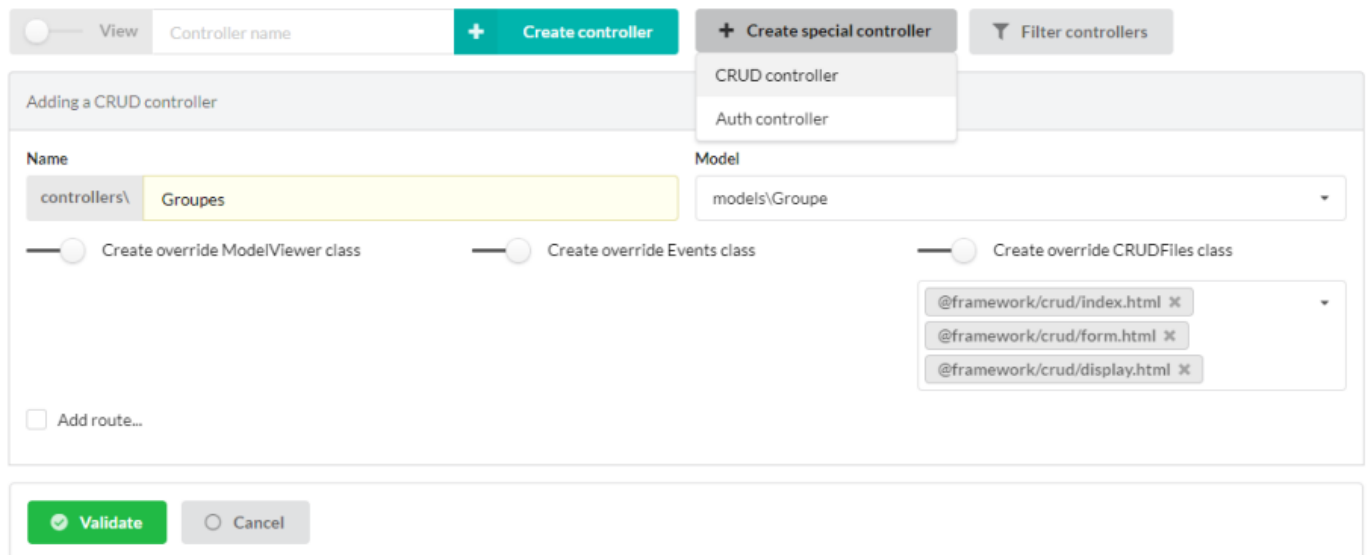 View Controller name + Create controller + Create special controller Filter controllers
CRUD controller
Adding a CRUD controller
Auth controller
Name Model
controllers\ Groupes models\Groupe
Create override ModelViewer class Create override Events class Create override CRUDFiles class
@framework/crud/index.html ×
@framework/crud/form.html ×
@framework/crud/display.html ×
Add route...
Validate Cancel